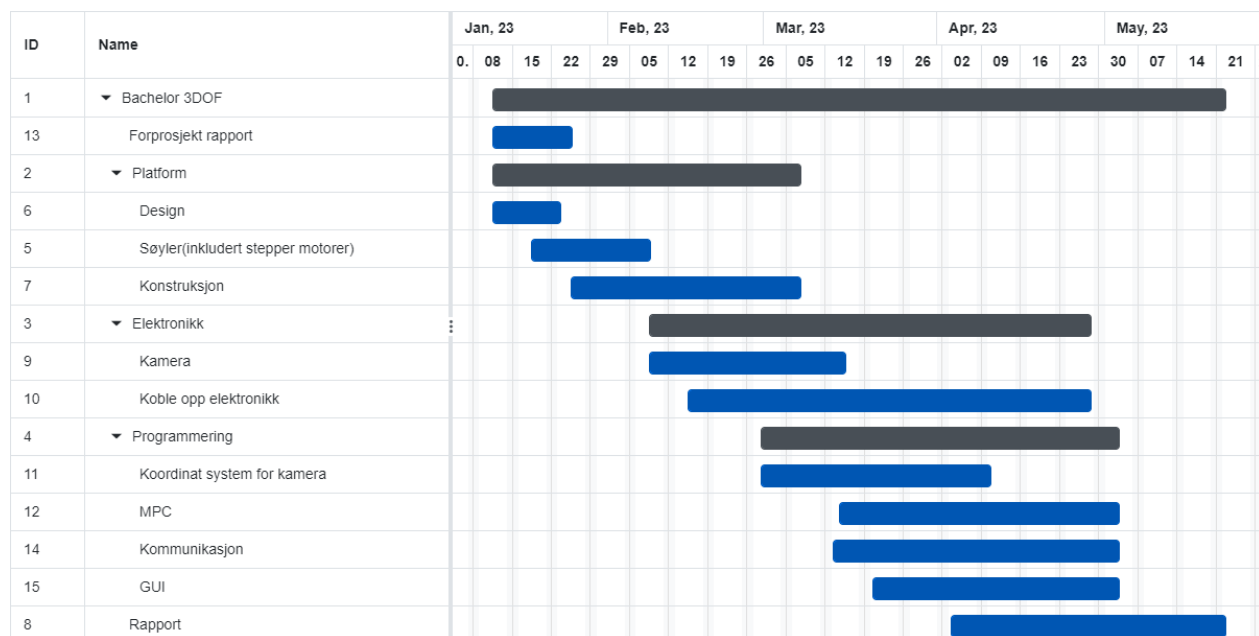 ID Name Jan, 23 Feb, 23 Mar, 23 Apr, 23 May, 23
0. 08 15 22 29 05 12 19 26 05 12 19 26 02 09 16 23 30 07 14 21
1 Bachelor 3DOF
13 Forprosjekt rapport
2 Platform
6 Design
5 Søyler(inkludert stepper motorer)
7 Konstruksjon
3 Elektronikk
9 Kamera
10 Koble opp elektronikk
4 Programmering
11 Koordinat system for kamera
12 MPC
14 Kommunikasjon
15 GUI
8 Rapport